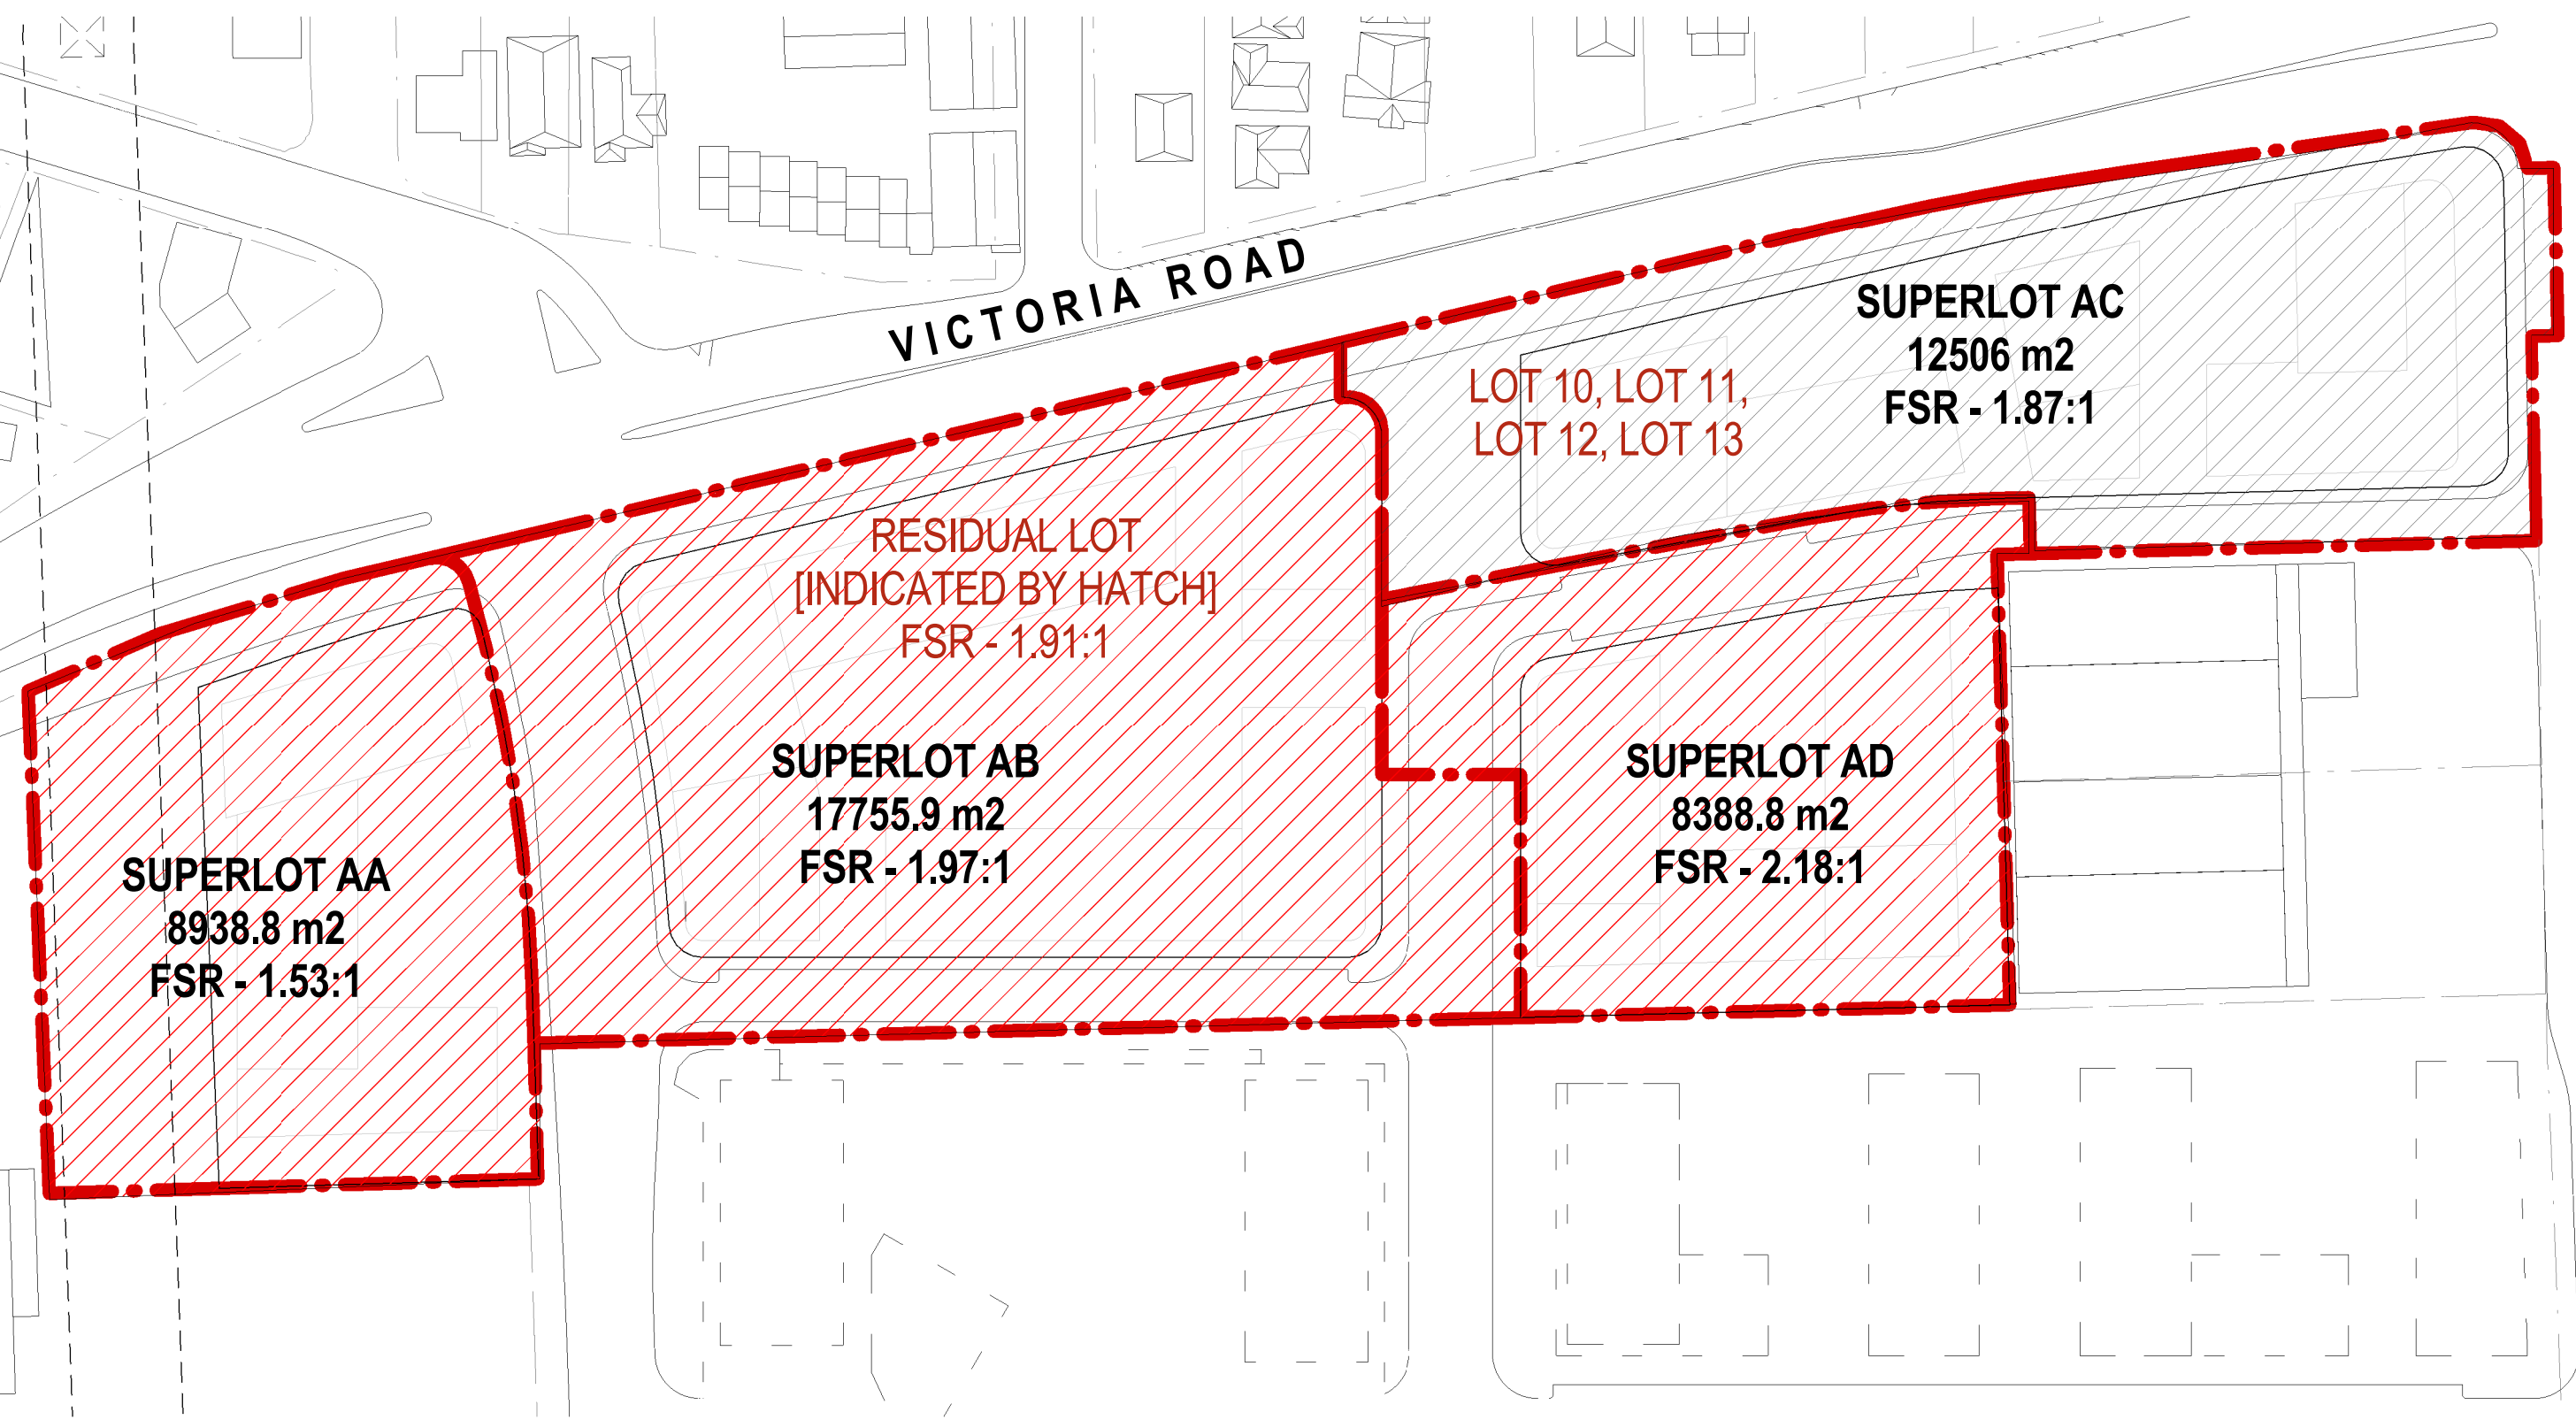 VICTORIA ROAD
SUPERLOT AC
12506 m2
FSR - 1.87:1
LOT 10, LOT 11,
LOT 12, LOT 13
RESIDUAL LOT
[INDICATED BY HATCH]
FSR - 1.91:1
SUPERLOT AB
17755.9 m2
FSR - 1.97:1
SUPERLOT AD
8388.8 m2
FSR - 2.18:1
SUPERLOT AA
8938.8 m2
FSR - 1.53:1